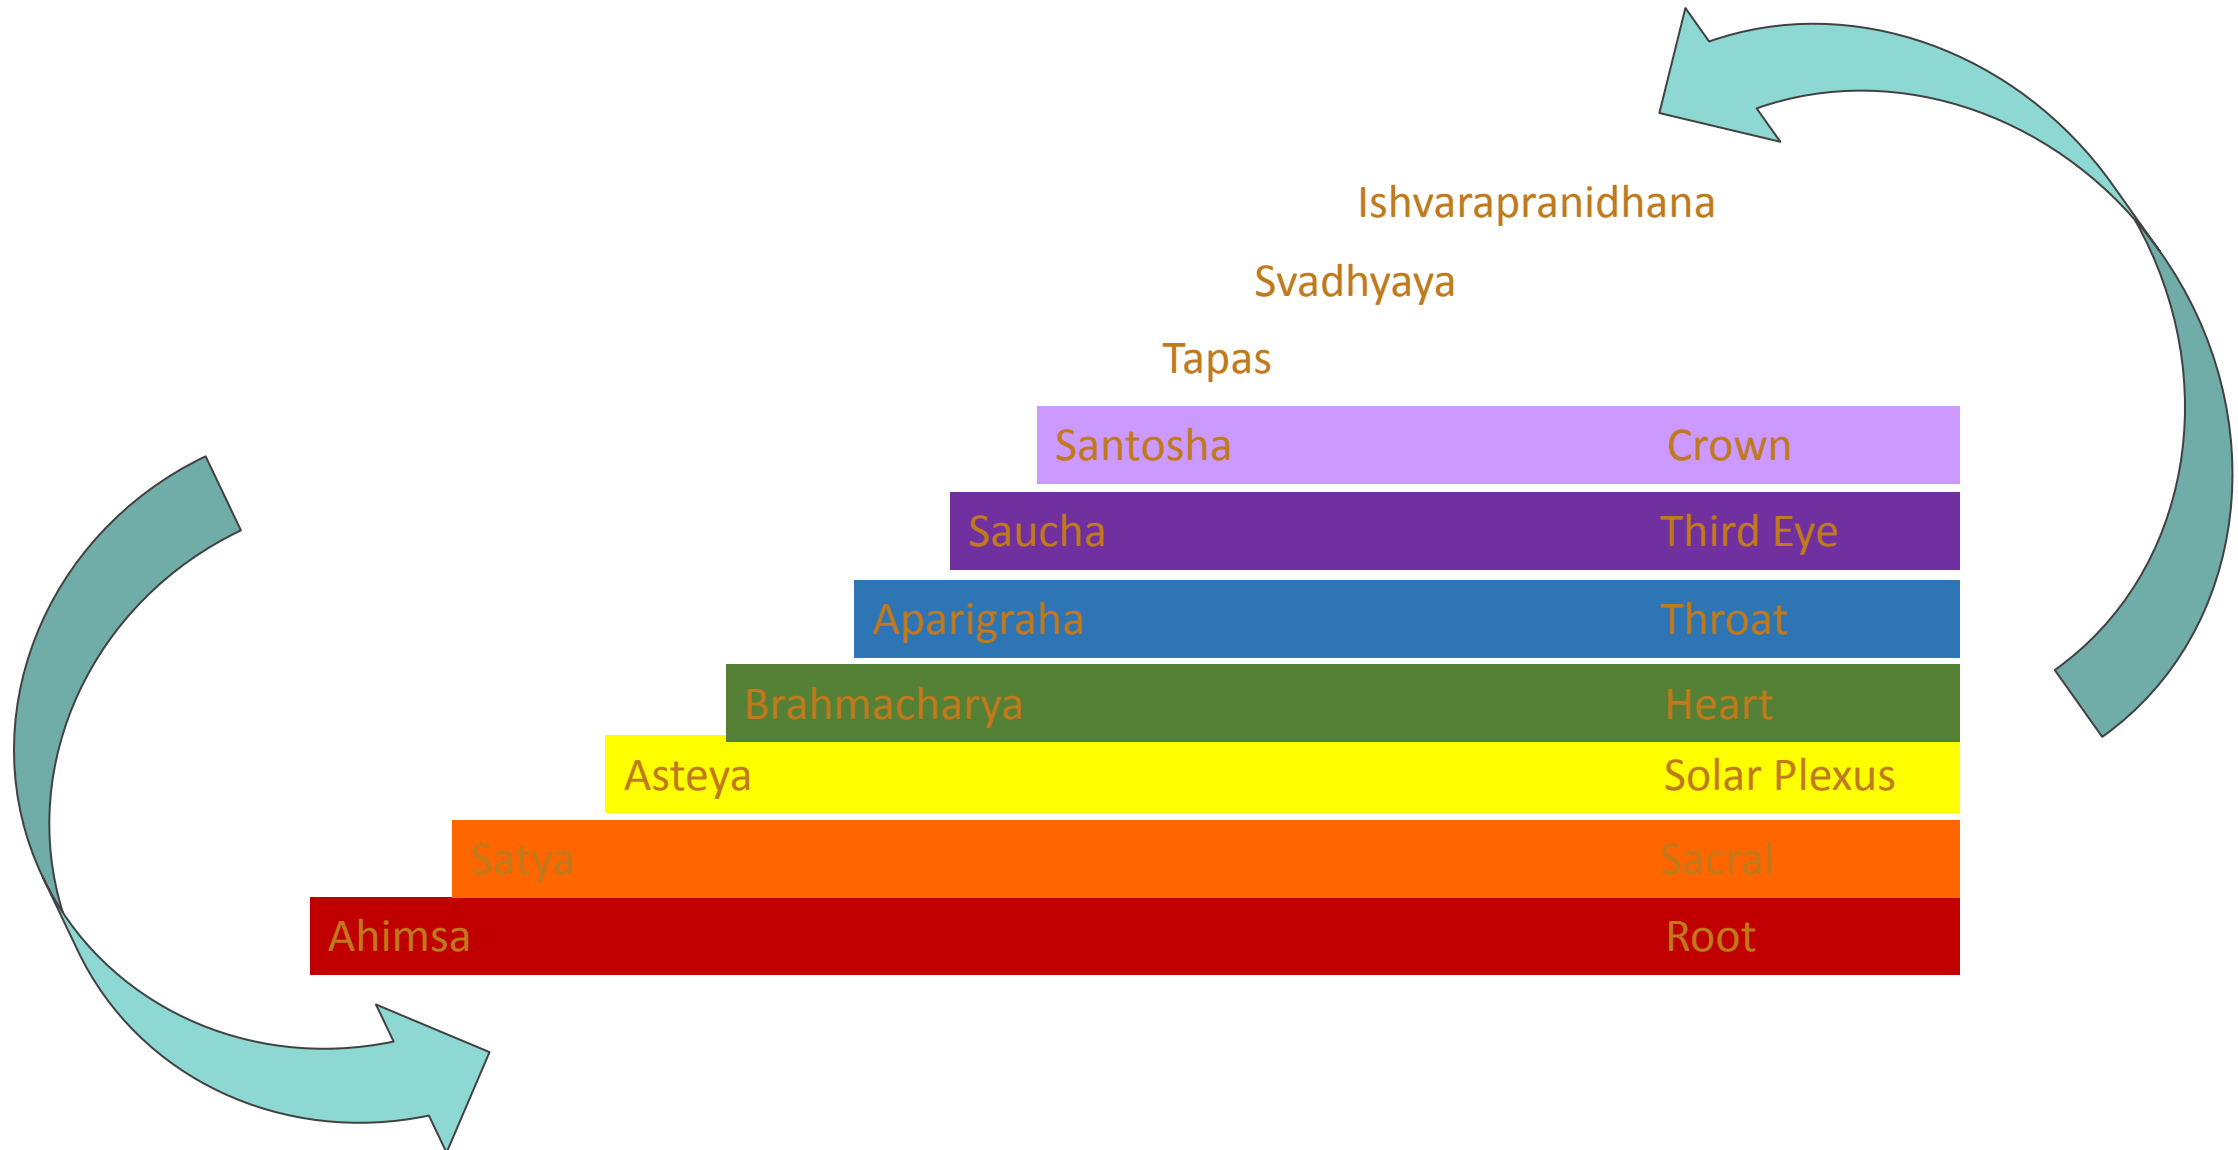 Ishvarapranidhana
Svadhyaya
Tapas
Santosha Crown
Saucha Third Eye
Aparigraha Throat
Brahmacharya Heart
Asteya Solar Plexus
Satya Sacral
Ahimsa Root